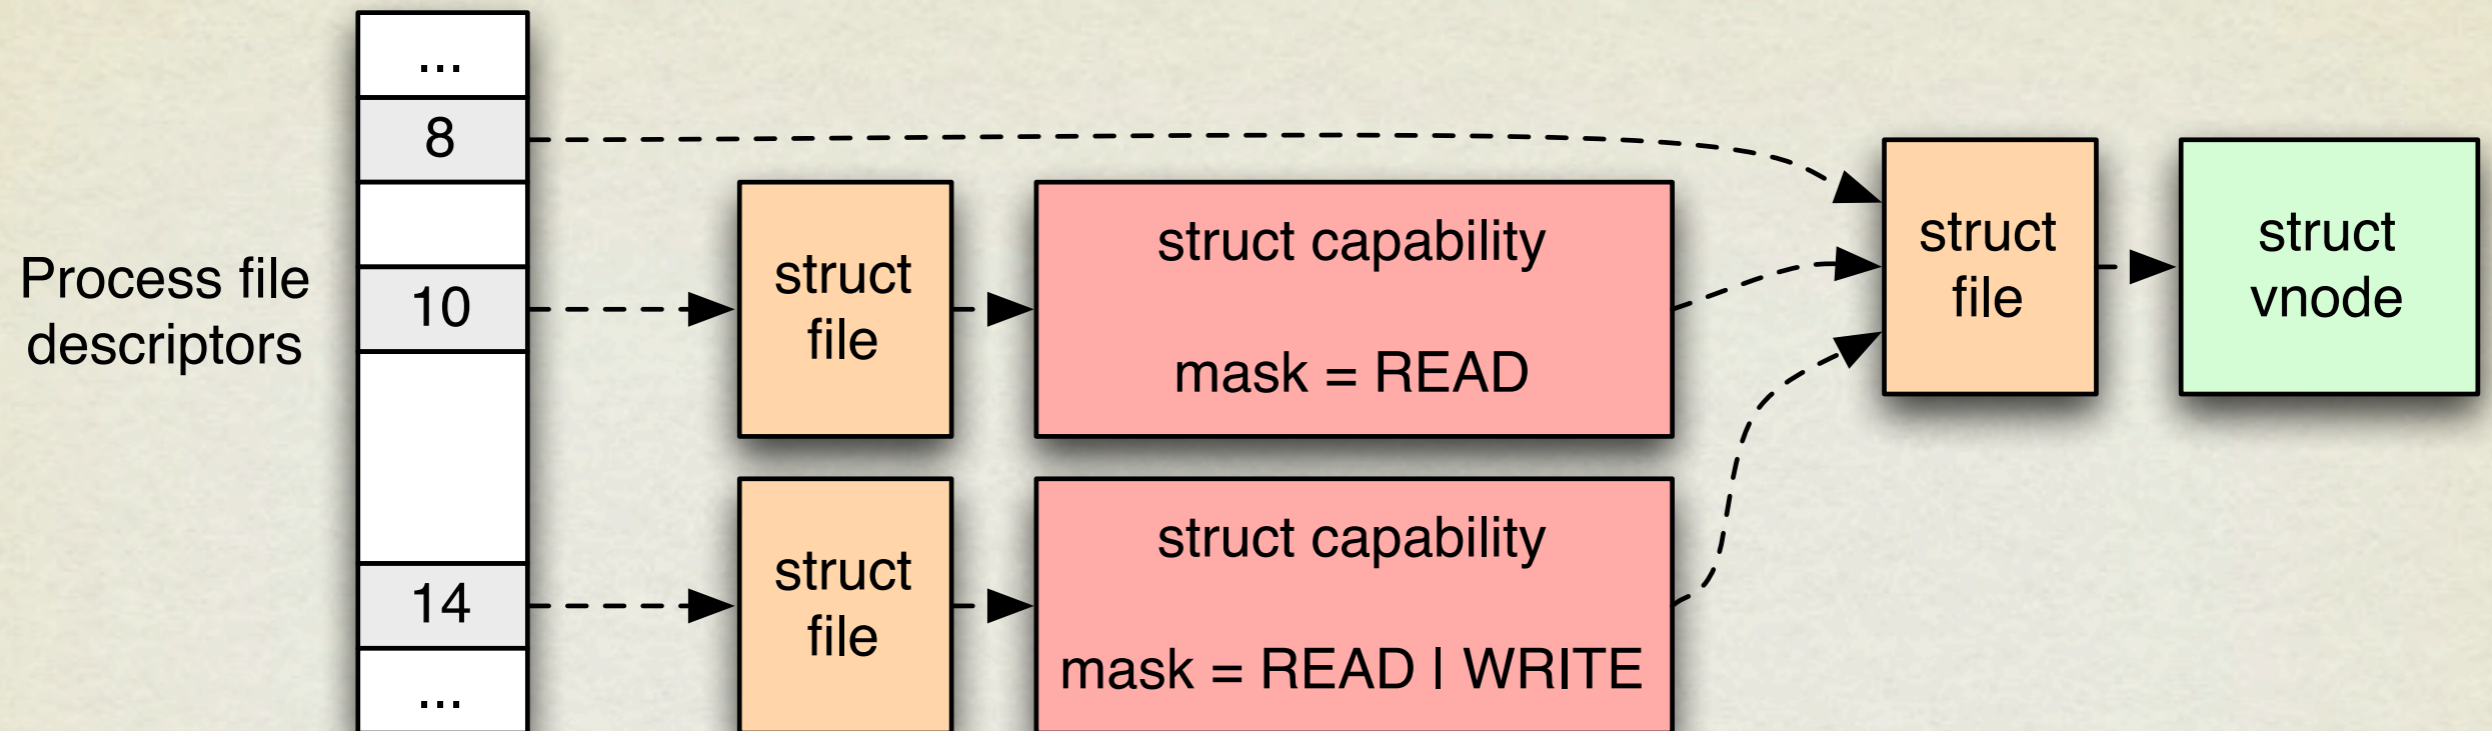 Process file
descriptors
...
8
10
14
...
struct
file
struct capability
mask = READ
struct
file
struct capability
mask = READ | WRITE
struct
file
struct
vnode